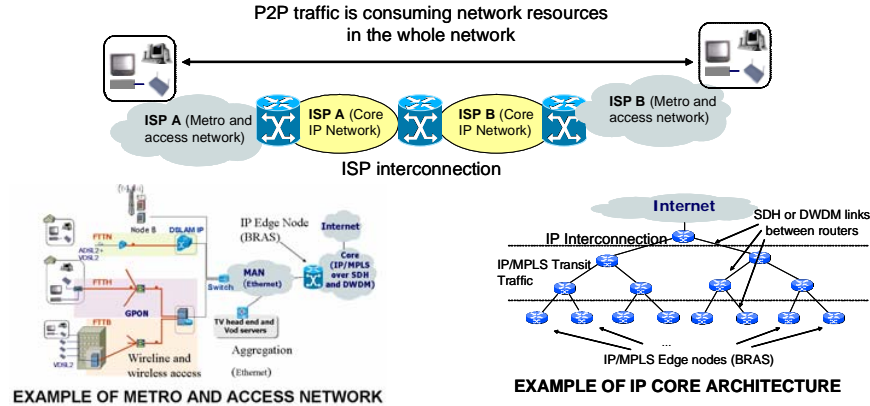 P2P traffic is consuming network resources
in the whole network
ISP A (Metro and
access network)
ISP A (Core
IP Network)
ISP B (Core
IP Network)
ISP B (Metro and
access network)
ISP interconnection
Node B
FTTN
DSLAM IP
ADSL2+
VDSL2
FTTH
GPON
FTTB
VDSL2
Wireline and
wireless access
Switch
MAN
(Ethernet)
TV head end and
Vod servers
Aggregation
(Ethernet)
IP Edge Node
(BRAS)
Internet
Core
(IP/MPLS
over SDH
and DWDM)
EXAMPLE OF METRO AND ACCESS NETWORK
Internet
SDH or DWDM links
between routers
IP Interconnection
IP/MPLS Transit
Traffic
...
IP/MPLS Edge nodes (BRAS)
EXAMPLE OF IP CORE ARCHITECTURE